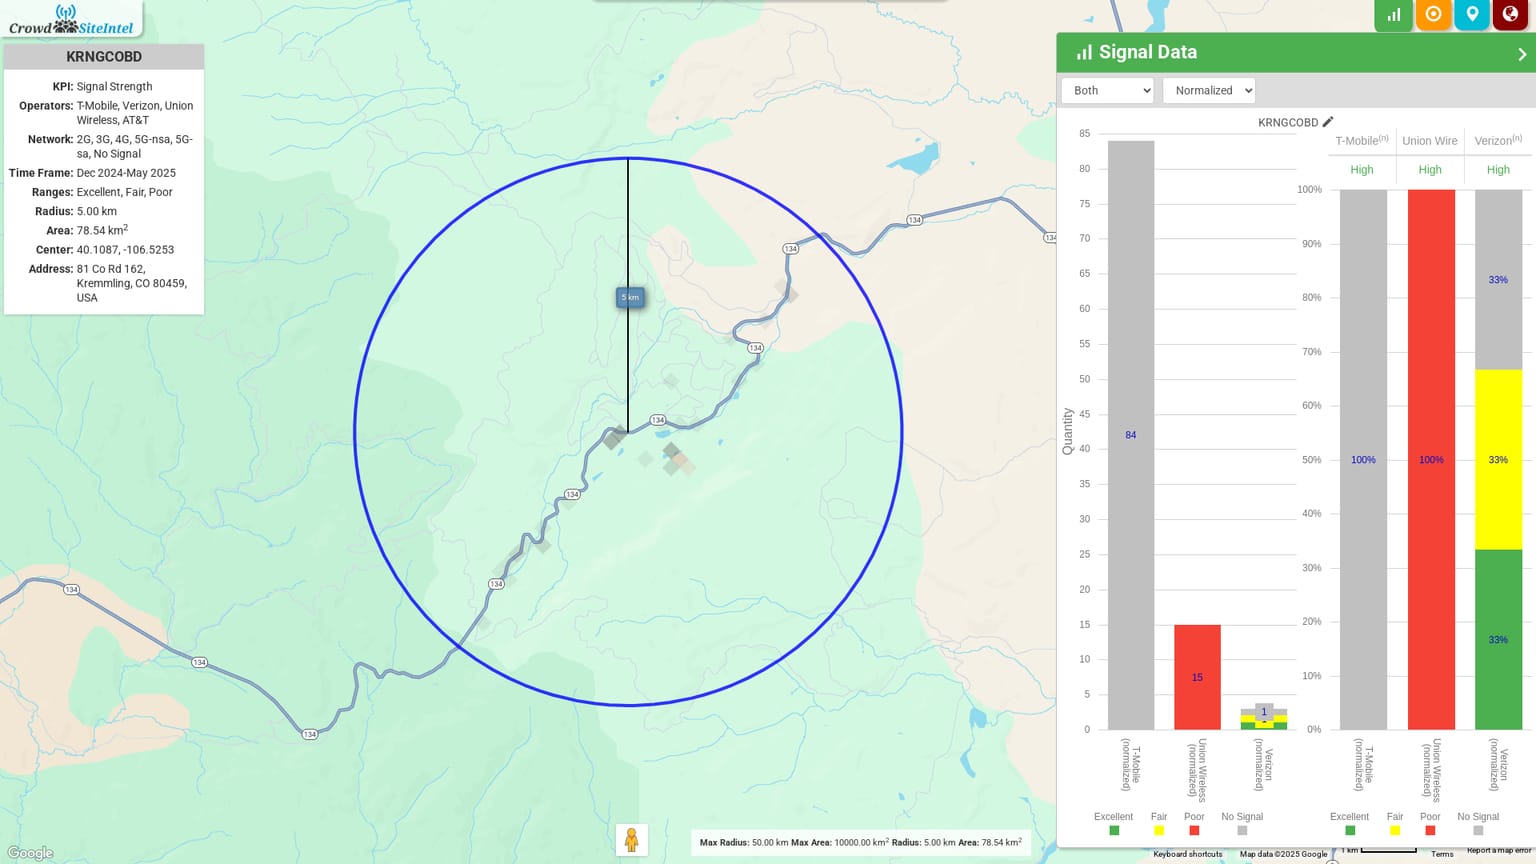 Crowd SiteIntel
KRNGCOBD
KPI: Signal Strength
Operators: T-Mobile, Verizon, Union
Wireless, AT&T
Network: 2G, 3G, 4G, 5G-nsa, 5G-
sa, No Signal
Time Frame: Dec 2024-May 2025
Ranges: Excellent, Fair, Poor
Radius: 5.00 km
Area: 78.54 km²
Center: 40.1087, -106.5253
Address: 81 Co Rd 162,
Kremmling, CO 80459,
USA
134
134
134
134
5 km
134
134
134
134
134
134
134
Google
Max Radius: 50.00 km Max Area: 10000.00 km² Radius: 5.00 km Area: 78.54 km²
Signal Data
Both
Normalized
KRNGCOBD
T-Mobile(n) Union Wire Verizon(n)
High High High
Quantity
85
80
75
70
65
60
55
50
45
40
35
30
25
20
15
10
5
0
84
15
1
T-Mobile
(normalized)
Union Wireless
(normalized)
Verizon
(normalized)
Excellent Fair Poor No Signal
100%
90%
80%
70%
60%
50%
40%
30%
20%
10%
0%
100%
100%
33%
33%
33%
T-Mobile
(normalized)
Union Wireless
(normalized)
Verizon
(normalized)
Excellent Fair Poor No Signal
Keyboard shortcuts Map data ©2025 Google 1 km Terms Report a map error